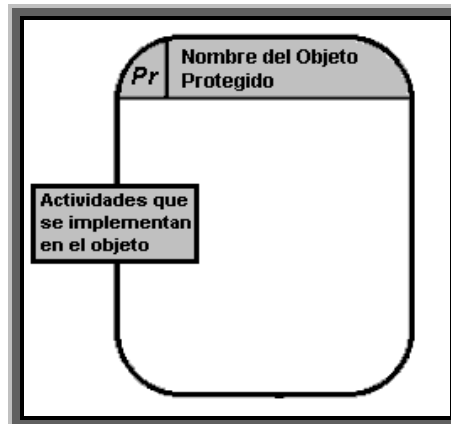 Pr
Nombre del Objeto
Protegido
Actividades que
se implementan
en el objeto